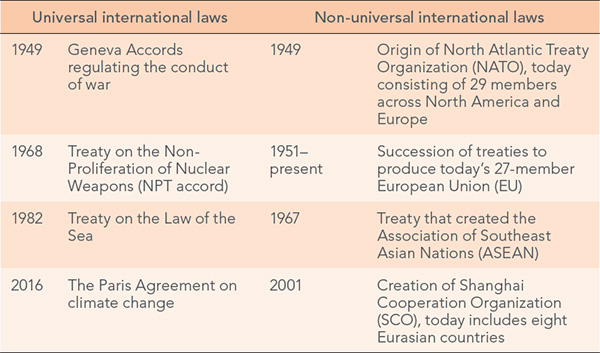 Universal international laws Non-universal international laws
1949 Geneva Accords regulating the conduct of war 1949 Origin of North Atlantic Treaty Organization (NATO), today consisting of 29 members across North America and Europe
1968 Treaty on the Non-Proliferation of Nuclear Weapons (NPT accord) 1951–present Succession of treaties to produce today's 27-member European Union (EU)
1982 Treaty on the Law of the Sea 1967 Treaty that created the Association of Southeast Asian Nations (ASEAN)
2016 The Paris Agreement on climate change 2001 Creation of Shanghai Cooperation Organization (SCO), today includes eight Eurasian countries